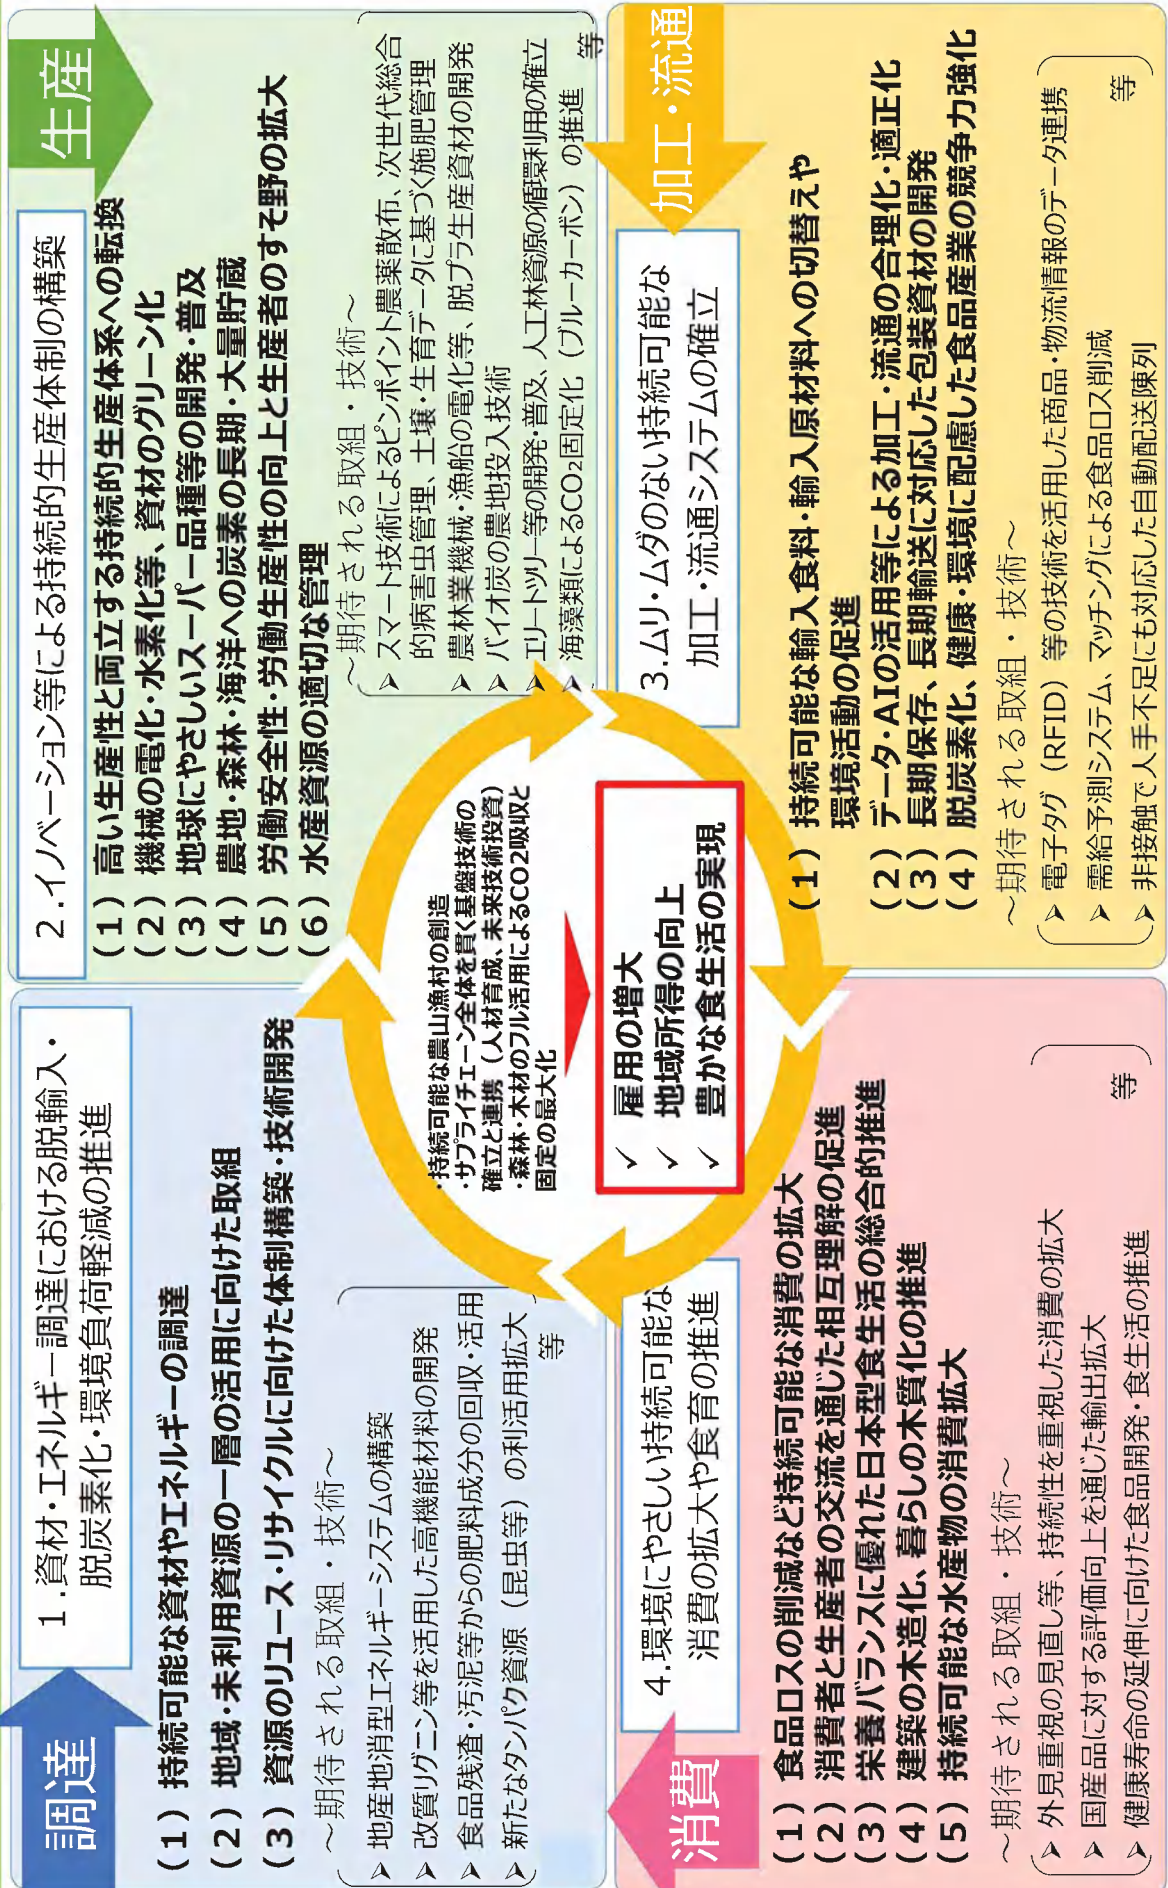 調達
1.資材・エネルギー調達における脱輸入・
脱炭素化・環境負荷軽減の推進
(1) 持続可能な資材やエネルギーの調達
(2) 地域・未利用資源の一層の活用に向けた取組
(3) 資源のリユース・リサイクルに向けた体制構築・技術開発
～期待される取組・技術～
➢ 地産地消型エネルギーシステムの構築
➢ 改質リグニン等を活用した高機能材料の開発
➢ 食品残渣・汚泥等からの肥料成分の回収・活用
➢ 新たなタンパク資源（昆虫等）の利活用拡大
等
生産
2.イノベーション等による持続的生産体制の構築
(1) 高い生産性と両立する持続的生産体系への転換
(2) 機械の電化・水素化等、資材のグリーン化
(3) 地球にやさしいスーパー品種等の開発・普及
(4) 農地・森林・海洋への炭素の長期・大量貯蔵
(5) 労働安全性・労働生産性の向上と生産者のすそ野の拡大
(6) 水産資源の適切な管理
～期待される取組・技術～
➢ スマート技術によるピンポイント農薬散布、次世代総合
的病害虫管理、土壌・生育データに基づく施肥管理
➢ 農林業機械・漁船の電化等、脱プラ生産資材の開発
➢ バイオ炭の農地投入技術
➢ エリートツリー等の開発・普及、人工林資源の循環利用の確立
➢ 海藻類によるCO2固定化（ブルーカーボン）の推進
等
・持続可能な農山漁村の創造
・サプライチェーン全体を貫く基盤技術の
確立と連携（人材育成、未来技術投資）
・森林・木材のフル活用によるCO2吸収と
固定の最大化
✓ 雇用の増大
✓ 地域所得の向上
✓ 豊かな食生活の実現
消費
4.環境にやさしい持続可能な
消費の拡大や食育の推進
(1) 食品ロスの削減など持続可能な消費の拡大
(2) 消費者と生産者の交流を通じた相互理解の促進
(3) 栄養バランスに優れた日本型食生活の総合的推進
(4) 建築の木造化、暮らしの木質化の推進
(5) 持続可能な水産物の消費拡大
～期待される取組・技術～
➢ 外見重視の見直し等、持続性を重視した消費の拡大
➢ 国産品に対する評価向上を通じた輸出拡大
➢ 健康寿命の延伸に向けた食品開発・食生活の推進
等
加工・流通
3.ムリ・ムダのない持続可能な
加工・流通システムの確立
(1) 持続可能な輸入食料・輸入原材料への切替えや
環境活動の促進
(2) データ・AIの活用等による加工・流通の合理化・適正化
(3) 長期保存、長期輸送に対応した包装資材の開発
(4) 脱炭素化、健康・環境に配慮した食品産業の競争力強化
～期待される取組・技術～
➢ 電子タグ（RFID）等の技術を活用した商品・物流情報のデータ連携
➢ 需給予測システム、マッチングによる食品ロス削減
➢ 非接触で人手不足にも対応した自動配送陳列
等